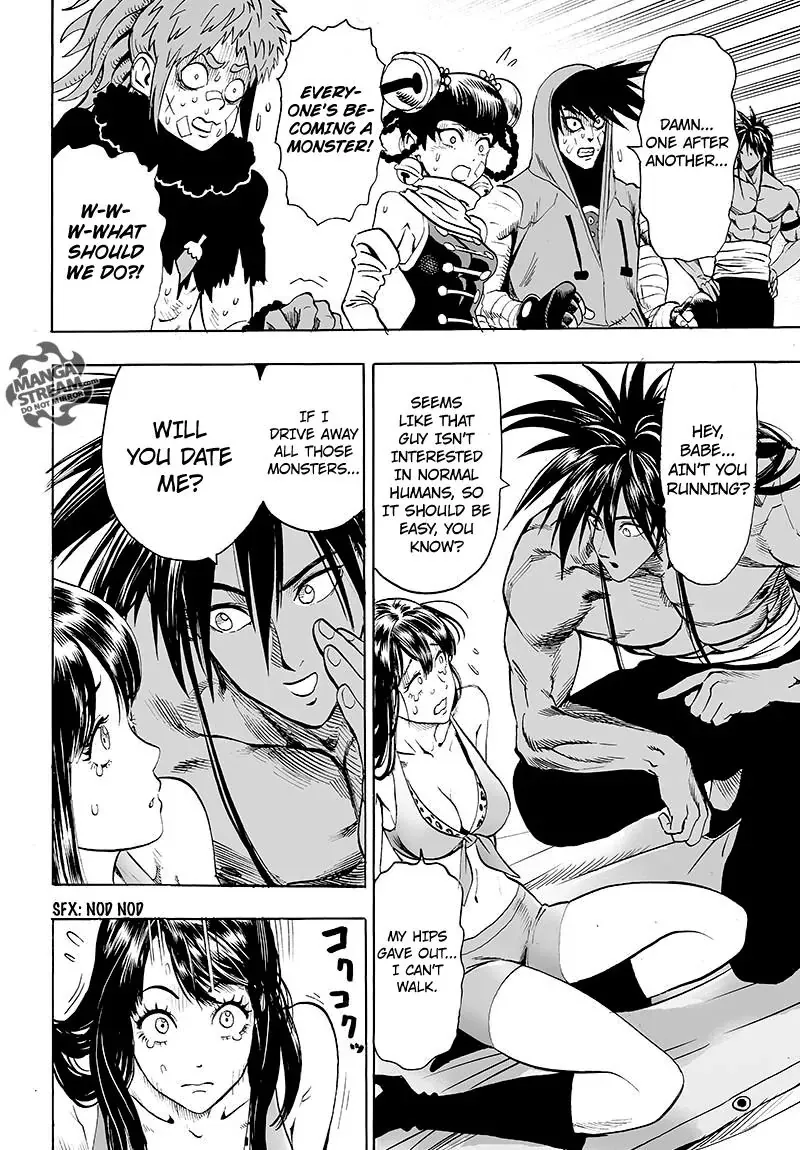 DAMN...
ONE AFTER
ANOTHER...
EVERY-
ONE'S BE-
COMING A
MONSTER!
W-W-
W-WHAT
SHOULD
WE DO?!
HEY,
BABE...
AIN'T YOU
RUNNING?
SEEMS
LIKE THAT
GUY ISN'T
INTERESTED
IN NORMAL
HUMANS, SO
IT SHOULD BE
EASY, YOU
KNOW?
MY HIPS
GAVE OUT...
I CAN'T
WALK.
IF I
DRIVE AWAY
ALL THOSE
MONSTERS...
WILL
YOU DATE
ME?
MANGA
STREAM.com
DO NOT MIRROR!
SFX: NOD NOD
コクコクッ